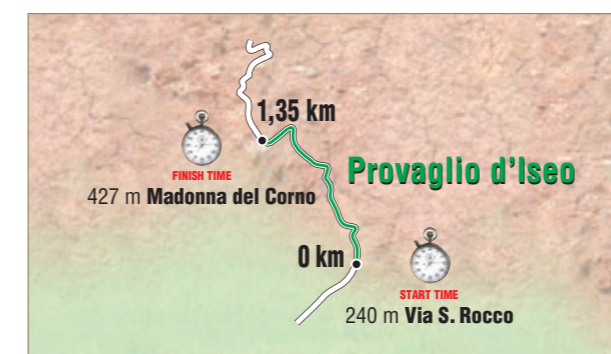 1,35 km
FINISH TIME
427 m Madonna del Corno
Provaglio d'Iseo
0 km
START TIME
240 m Via S. Rocco